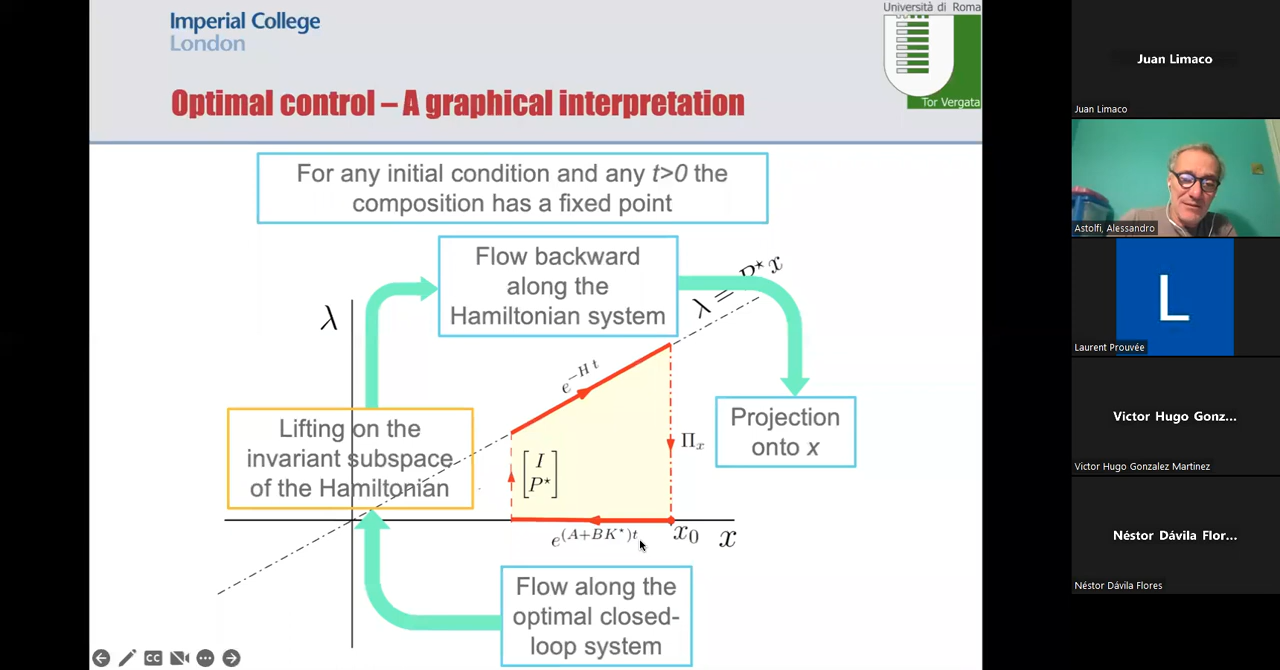 Imperial College
London
Università di Roma
Tor Vergata
Optimal control – A graphical interpretation
For any initial condition and any t>0 the
composition has a fixed point
Flow backward
along the
Hamiltonian system
λ = P⋆x
λ
e^{−H t}
Projection
onto x
Lifting on the
invariant subspace
of the Hamiltonian
[I
P⋆]
Π_x
e^{(A+BK⋆)t}
x_0
x
Flow along the
optimal closed-
loop system
CC
Juan Limaco
Juan Limaco
Astolfi, Alessandro
L
Laurent Prouvée
Victor Hugo Gonz...
Victor Hugo Gonzalez Martinez
Néstor Dávila Flor...
Néstor Dávila Flores